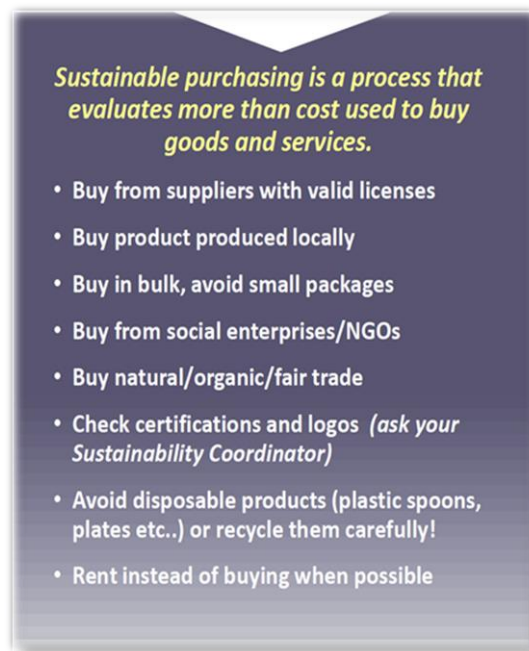 Sustainable purchasing is a process that
evaluates more than cost used to buy
goods and services.
• Buy from suppliers with valid licenses
• Buy product produced locally
• Buy in bulk, avoid small packages
• Buy from social enterprises/NGOs
• Buy natural/organic/fair trade
• Check certifications and logos (ask your
Sustainability Coordinator)
• Avoid disposable products (plastic spoons,
plates etc..) or recycle them carefully!
• Rent instead of buying when possible